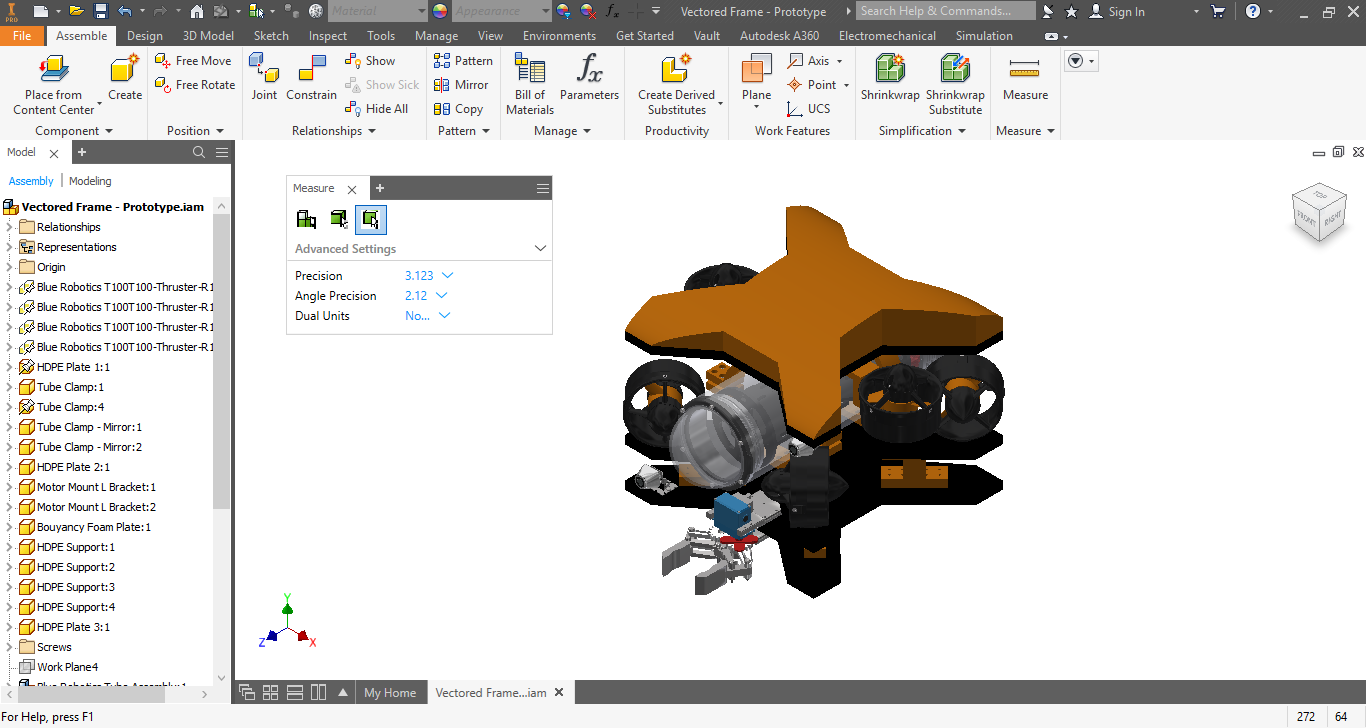 I
PRO
Material
Appearance
fx
Vectored Frame - Prototype
Search Help & Commands...
Sign In
File
Assemble
Design
3D Model
Sketch
Inspect
Tools
Manage
View
Environments
Get Started
Vault
Autodesk A360
Electromechanical
Simulation
Place from
Content Center
Create
Free Move
Free Rotate
Joint
Constrain
Show
Show Sick
Hide All
Pattern
Mirror
Copy
Bill of
Materials
fx
Parameters
Create Derived
Substitutes
Plane
Axis
Point
UCS
Shrinkwrap
Shrinkwrap
Substitute
Measure
Component
Position
Relationships
Pattern
Manage
Productivity
Work Features
Simplification
Measure
Model
Assembly
Modeling
Vectored Frame - Prototype.iam
Relationships
Representations
Origin
Blue Robotics T100T100-Thruster-R1
Blue Robotics T100T100-Thruster-R1
Blue Robotics T100T100-Thruster-R1
Blue Robotics T100T100-Thruster-R1
HDPE Plate 1:1
Tube Clamp:1
Tube Clamp:4
Tube Clamp - Mirror:1
Tube Clamp - Mirror:2
HDPE Plate 2:1
Motor Mount L Bracket:1
Motor Mount L Bracket:2
Bouyancy Foam Plate:1
HDPE Support:1
HDPE Support:2
HDPE Support:3
HDPE Support:4
HDPE Plate 3:1
Screws
Work Plane4
Blue Robotics Tube Assembly:1
Measure
Advanced Settings
Precision 3.123
Angle Precision 2.12
Dual Units No...
TOP
FRONT
RIGHT
Y
Z
X
My Home
Vectored Frame...iam
For Help, press F1
272
64